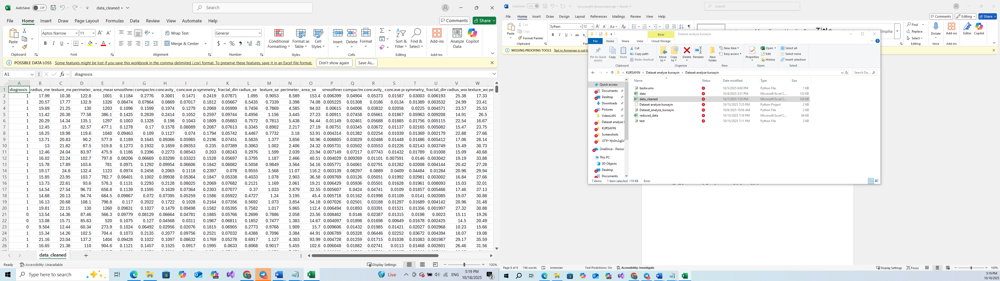 AutoSave Off data_cleaned • Search
File Home Insert Draw Page Layout Formulas Data Review View Automate Help Comments Share
Paste Aptos Narrow 11 Wrap Text General Conditional Formatting Format as Table Cell Styles Insert Delete Format Sort & Filter Find & Select Add-ins Analyze Data Copilot
B I U Merge & Center
Clipboard Font Alignment Number Styles Cells Editing Add-ins
POSSIBLE DATA LOSS Some features might be lost if you save this workbook in the comma-delimited (.csv) format. To preserve these features, save it in an Excel file format. Don't show again Save As...
A1 fx diagnosis
A B C D E F G H I J K L M N O P Q R S T U V W
1 diagnosis radius_me texture_me perimeter_ area_mean smoothnes compactne concavity_ concave po symmetry_ fractal_dim radius_se texture_se perimeter_ area_se smoothnes compactne concavity_ concave po symmetry_ fractal_dim radius_wor texture_wo pe
2 1 17.99 10.38 122.8 1001 0.1184 0.2776 0.3001 0.1471 0.2419 0.07871 1.095 0.9053 8.589 153.4 0.006399 0.04904 0.05373 0.01587 0.03003 0.006193 25.38 17.33
3 1 20.57 17.77 132.9 1326 0.08474 0.07864 0.0869 0.07017 0.1812 0.05667 0.5435 0.7339 3.398 74.08 0.005225 0.01308 0.0186 0.0134 0.01389 0.003532 24.99 23.41
4 1 19.69 21.25 130 1203 0.1096 0.1599 0.1974 0.1279 0.2069 0.05999 0.7456 0.7869 4.585 94.03 0.00615 0.04006 0.03832 0.02058 0.0225 0.004571 23.57 25.53
5 1 11.42 20.38 77.58 386.1 0.1425 0.2839 0.2414 0.1052 0.2597 0.09744 0.4956 1.156 3.445 27.23 0.00911 0.07458 0.05661 0.01867 0.05963 0.009208 14.91 26.5
6 1 20.29 14.34 135.1 1297 0.1003 0.1328 0.198 0.1043 0.1809 0.05883 0.7572 0.7813 5.438 94.44 0.01149 0.02461 0.05688 0.01885 0.01756 0.005115 22.54 16.67
7 1 12.45 15.7 82.57 477.1 0.1278 0.17 0.1578 0.08089 0.2087 0.07613 0.3345 0.8902 2.217 27.19 0.00751 0.03345 0.03672 0.01137 0.02165 0.005082 15.47 23.75
8 1 18.25 19.98 119.6 1040 0.09463 0.109 0.1127 0.074 0.1794 0.05742 0.4467 0.7732 3.18 53.91 0.004314 0.01382 0.02254 0.01039 0.01369 0.002179 22.88 27.66
9 1 13.71 20.83 90.2 577.9 0.1189 0.1645 0.09366 0.05985 0.2196 0.07451 0.5835 1.377 3.856 50.96 0.008805 0.03029 0.02488 0.01448 0.01486 0.005412 17.06 28.14
10 1 13 21.82 87.5 519.8 0.1273 0.1932 0.1859 0.09353 0.235 0.07389 0.3063 1.002 2.406 24.32 0.005731 0.03502 0.03553 0.01226 0.02143 0.003749 15.49 30.73
11 1 12.46 24.04 83.97 475.9 0.1186 0.2396 0.2273 0.08543 0.203 0.08243 0.2976 1.599 2.039 23.94 0.007149 0.07217 0.07743 0.01432 0.01789 0.01008 15.09 40.68
12 1 16.02 23.24 102.7 797.8 0.08206 0.06669 0.03299 0.03323 0.1528 0.05697 0.3795 1.187 2.466 40.51 0.004029 0.009269 0.01101 0.007591 0.0146 0.003042 19.19 33.88
13 1 15.78 17.89 103.6 781 0.0971 0.1292 0.09954 0.06606 0.1842 0.06082 0.5058 0.9849 3.564 54.16 0.005771 0.04061 0.02791 0.01282 0.02008 0.004144 20.42 27.28
14 1 19.17 24.8 132.4 1123 0.0974 0.2458 0.2065 0.1118 0.2397 0.078 0.9555 3.568 11.07 116.2 0.003139 0.08297 0.0889 0.0409 0.04484 0.01284 20.96 29.94
15 1 15.85 23.95 103.7 782.7 0.08401 0.1002 0.09938 0.05364 0.1847 0.05338 0.4033 1.078 2.903 36.58 0.009769 0.03126 0.05051 0.01992 0.02981 0.003002 16.84 27.66
16 1 13.73 22.61 93.6 578.3 0.1131 0.2293 0.2128 0.08025 0.2069 0.07682 0.2121 1.169 2.061 19.21 0.006429 0.05936 0.05501 0.01628 0.01961 0.008093 15.03 32.01
17 1 14.54 27.54 96.73 658.8 0.1139 0.1595 0.1639 0.07364 0.2303 0.07077 0.37 1.033 2.879 32.55 0.005607 0.0424 0.04741 0.0109 0.01857 0.005466 17.46 37.13
18 1 14.68 20.13 94.74 684.5 0.09867 0.072 0.07395 0.05259 0.1586 0.05922 0.4727 1.24 3.195 45.4 0.005718 0.01162 0.01998 0.01109 0.0141 0.002085 19.07 30.88
19 1 16.13 20.68 108.1 798.8 0.117 0.2022 0.1722 0.1028 0.2164 0.07356 0.5692 1.073 3.854 54.18 0.007026 0.02501 0.03188 0.01297 0.01689 0.004142 20.96 31.48
20 1 19.81 22.15 130 1260 0.09831 0.1027 0.1479 0.09498 0.1582 0.05395 0.7582 1.017 5.865 112.4 0.006494 0.01893 0.03391 0.01521 0.01356 0.001997 27.32 30.88
21 0 13.54 14.36 87.46 566.3 0.09779 0.08129 0.06664 0.04781 0.1885 0.05766 0.2699 0.7886 2.058 23.56 0.008462 0.0146 0.02387 0.01315 0.0198 0.0023 15.11 19.26
22 0 13.08 15.71 85.63 520 0.1075 0.127 0.04568 0.0311 0.1967 0.06811 0.1852 0.7477 1.383 14.67 0.004097 0.01898 0.01698 0.00649 0.01678 0.002425 14.5 20.49
23 0 9.504 12.44 60.34 273.9 0.1024 0.06492 0.02956 0.02076 0.1815 0.06905 0.2773 0.9768 1.909 15.7 0.009606 0.01432 0.01985 0.01421 0.02027 0.002968 10.23 15.66
24 1 15.34 14.26 102.5 704.4 0.1073 0.2135 0.2077 0.09756 0.2521 0.07032 0.4388 0.7096 3.384 44.91 0.006789 0.05328 0.06446 0.02252 0.03672 0.004394 18.07 19.08
25 1 21.16 23.04 137.2 1404 0.09428 0.1022 0.1097 0.08632 0.1769 0.05278 0.6917 1.127 4.303 93.99 0.004728 0.01259 0.01715 0.01038 0.01083 0.001987 29.17 35.59
26 1 16.65 21.38 110 904.6 0.1121 0.1457 0.1525 0.0917 0.1995 0.0633 0.8068 0.9017 5.455 102.6 0.006048 0.01882 0.02741 0.0113 0.01468 0.002801 26.46 31.56
data_cleaned
Ready Accessibility: Unavailable Display Settings 100%
Type here to search Live ENG 5:19 PM
10/18/2025 2
AutoSave On կուրսային փաստաթուղթ • Saved Search
File Home Insert Draw Design Layout References Mailings Review View Help Comments Editing Share
Paste Cut Copy Format Painter Sylfaen 12 Aa Title Empha Find Replace Select Dictate Add-ins Editor Copilot
Clipboard Editing Voice Add-ins
MISSING PROOFING TOOLS Text in Armenian is not b
Error Dataset analyze kursayin
File Home Share View Cloud Storage
Pin to Quick access Copy Paste Cut Copy path Paste shortcut Move to Copy to Delete Rename New folder New item Easy access Properties Open Edit History Select all Select none Invert selection
Clipboard Organize New Open Select
KURSAYIN > Dataset analyze kursayin > Dataset analyze kursayin Search Da...
Name Status Date modified Type Size
bashxums 10/5/2025 6:00 PM Python File 1 KB
data 10/4/2025 3:51 PM Microsoft Excel C... 123 KB
data_cleaned 10/7/2025 7:53 PM Microsoft Excel C... 120 KB
Dataset analyze kursayin 10/15/2025 7:25 PM Python Project 2 KB
Dataset_analyze_kursayin 10/8/2025 10:56 AM Python File 2 KB
reduced_data 10/15/2025 7:16 PM Microsoft Excel C... 84 KB
test 10/15/2025 7:11 PM Python File 2 KB
Quick access
Documents
Desktop
Downloads
Pictures
VideoLAN
Dataset analyze
KURSAYIN
Screenshots
OneDrive - Person
This PC
3D Objects
Desktop
Documents
7 items 1 item selected 119 KB Error
Page 8 of 8 746 words Armenian Text Predictions: On Accessibility: Investigate Display Settings Focus 100%
5:19 PM
10/18/2025